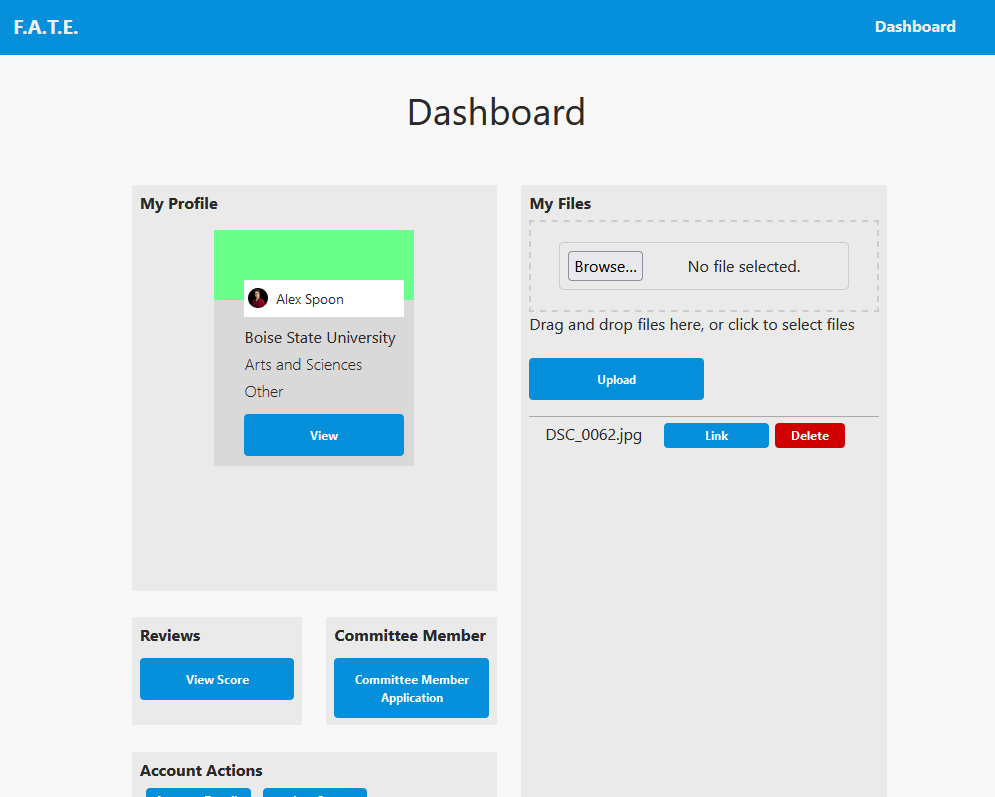 F.A.T.E.
Dashboard
Dashboard
My Profile
Alex Spoon
Boise State University
Arts and Sciences
Other
View
My Files
Browse...
No file selected.
Drag and drop files here, or click to select files
Upload
DSC_0062.jpg
Link
Delete
Reviews
View Score
Committee Member
Committee Member
Application
Account Actions